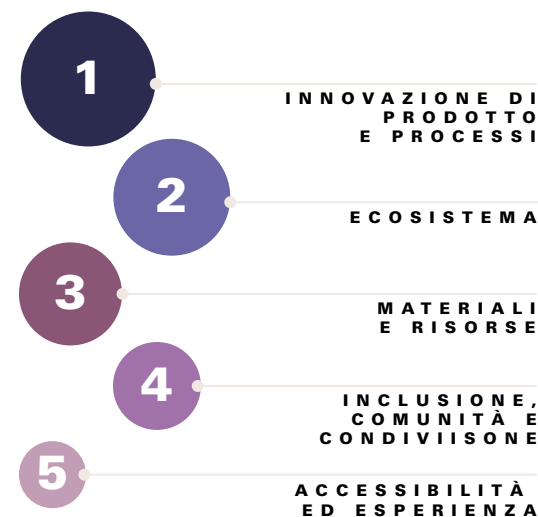 1
INNOVAZIONE DI
PRODOTTO
E PROCESSI
2
ECOSISTEMA
3
MATERIALI
E RISORSE
4
INCLUSIONE,
COMUNITÀ E
CONDIVIISONE
5
ACCESSIBILITÀ
ED ESPERIENZA